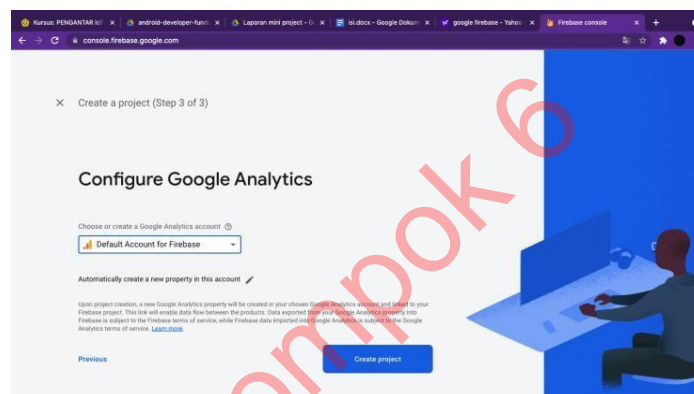 Kursus: PENGANTAR IoT
android-developer-fund
Laporan mini project - G
isi.docx - Google Dokum
google firebase - Yahoo
Firebase console
console.firebase.google.com
Create a project (Step 3 of 3)
Configure Google Analytics
Choose or create a Google Analytics account
Default Account for Firebase
Automatically create a new property in this account
Upon project creation, a new Google Analytics property will be created in your chosen Google Analytics account and linked to your
Firebase project. This link will enable data flow between the products. Data exported from your Google Analytics property into
Firebase is subject to the Firebase terms of service, while Firebase data imported into Google Analytics is subject to the Google
Analytics terms of service. Learn more.
Previous
Create project
ompok 6